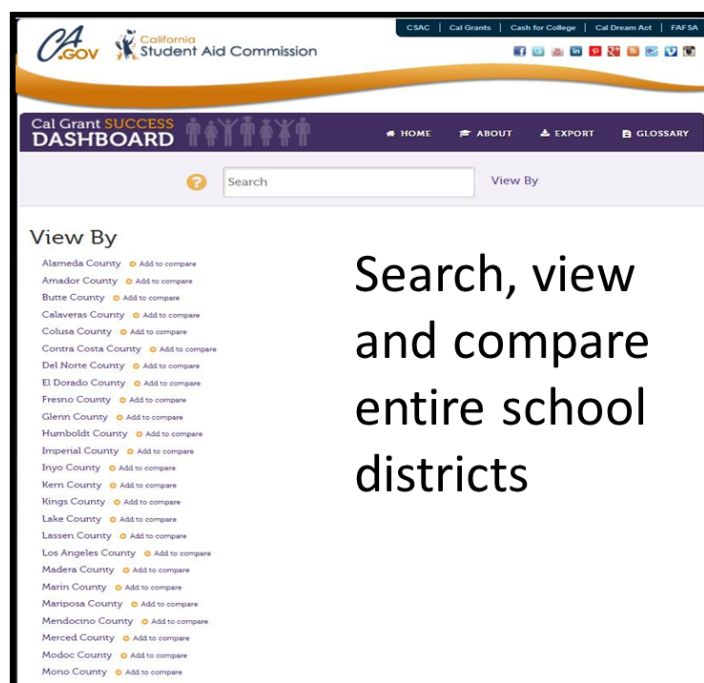 CSAC | Cal Grants | Cash for College | Cal Dream Act | FAFSA
CA
.GOV
California
Student Aid Commission
Cal Grant SUCCESS
DASHBOARD
HOME ABOUT EXPORT GLOSSARY
? Search View By
View By
Alameda County Add to compare
Amador County Add to compare
Butte County Add to compare
Calaveras County Add to compare
Colusa County Add to compare
Contra Costa County Add to compare
Del Norte County Add to compare
El Dorado County Add to compare
Fresno County Add to compare
Glenn County Add to compare
Humboldt County Add to compare
Imperial County Add to compare
Inyo County Add to compare
Kern County Add to compare
Kings County Add to compare
Lake County Add to compare
Lassen County Add to compare
Los Angeles County Add to compare
Madera County Add to compare
Marin County Add to compare
Mariposa County Add to compare
Mendocino County Add to compare
Merced County Add to compare
Modoc County Add to compare
Mono County Add to compare
Search, view
and compare
entire school
districts